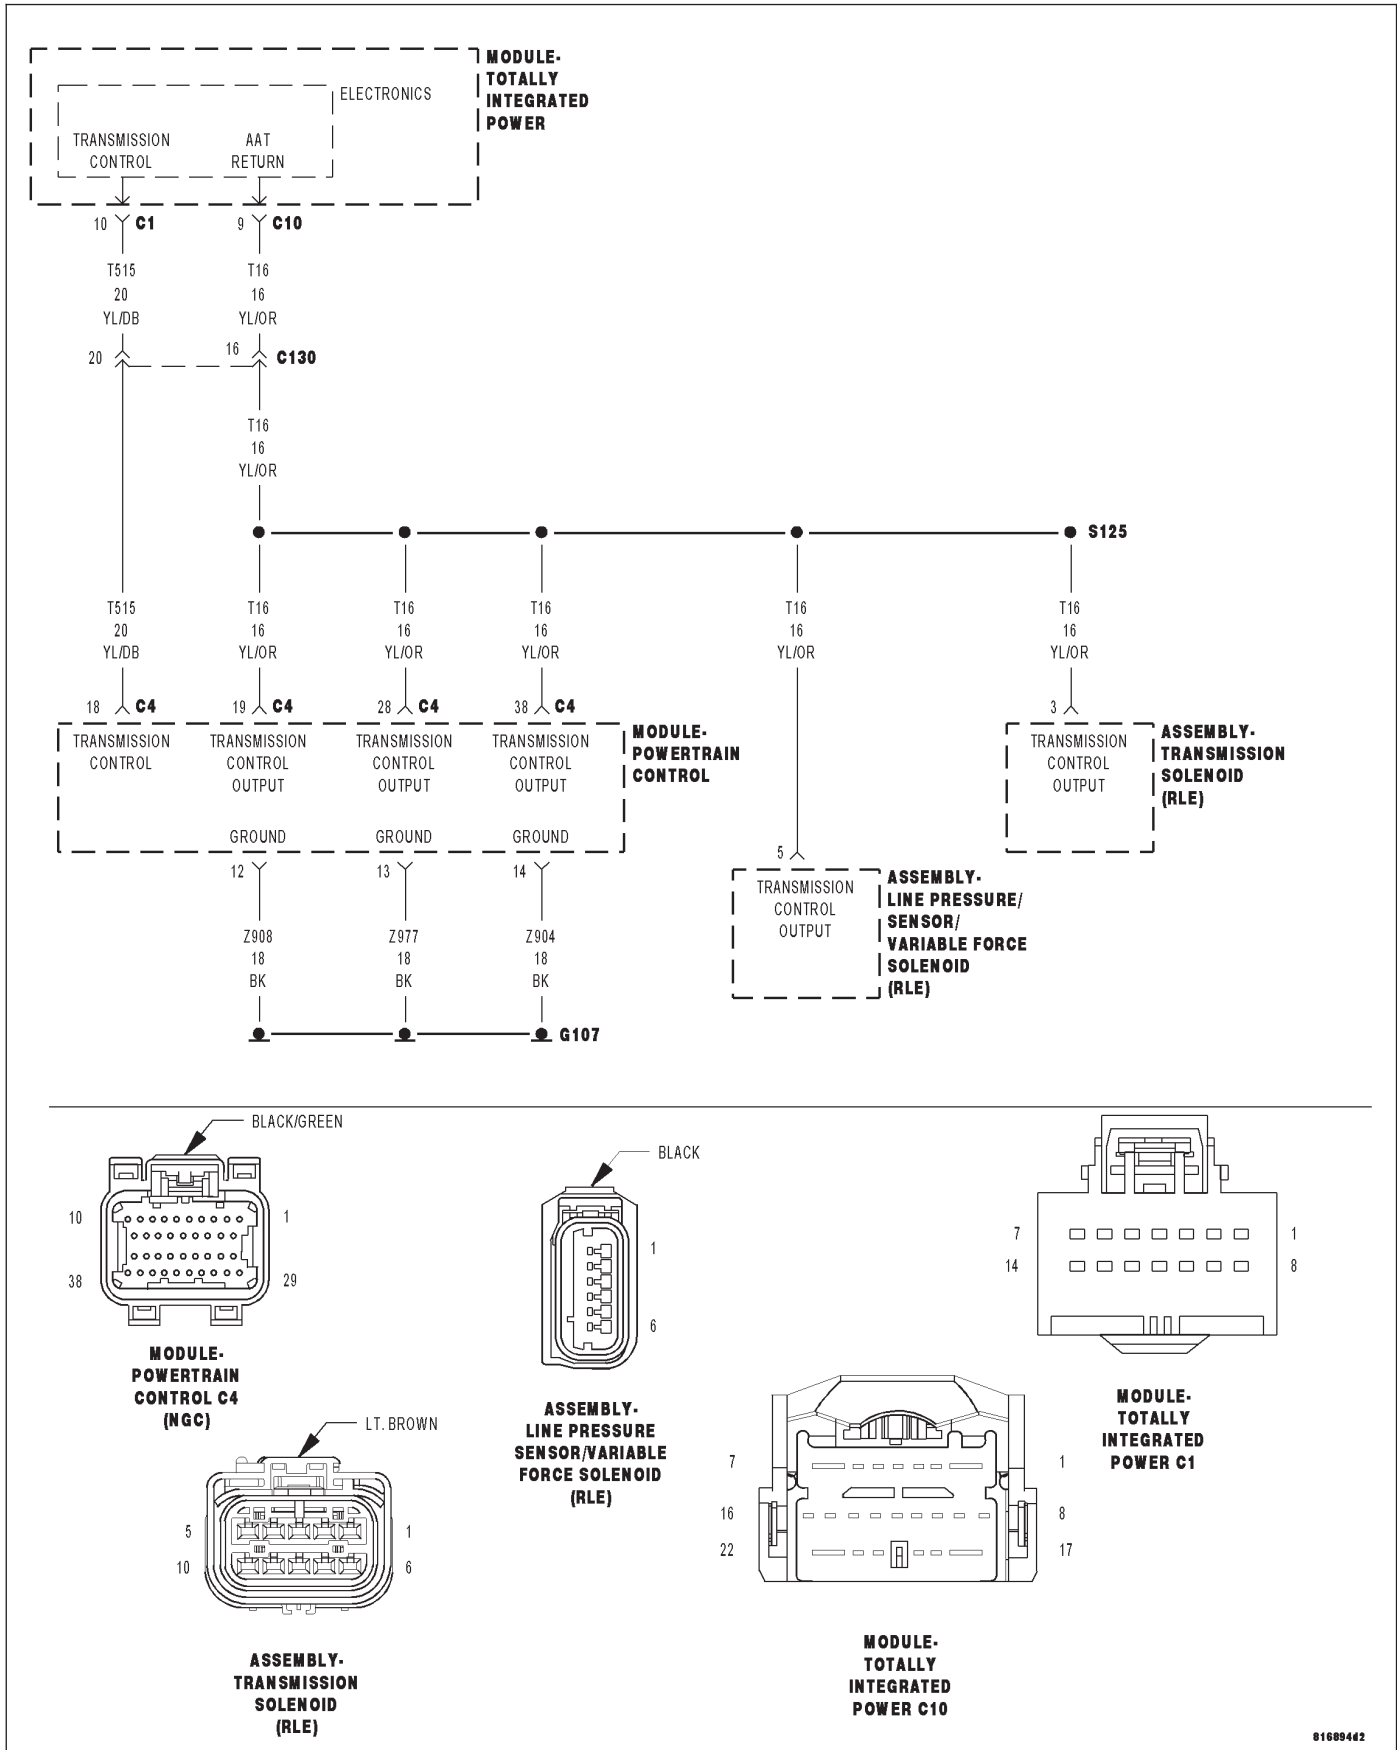 MODULE-
TOTALLY
INTEGRATED
POWER
ELECTRONICS
TRANSMISSION
CONTROL
AAT
RETURN
10 C1
9 C10
T515
20
YL/DB
T16
16
YL/OR
20
16 C130
T16
16
YL/OR
S125
T515
20
YL/DB
T16
16
YL/OR
T16
16
YL/OR
T16
16
YL/OR
T16
16
YL/OR
T16
16
YL/OR
18 C4
19 C4
28 C4
38 C4
3
TRANSMISSION
CONTROL
TRANSMISSION
CONTROL
OUTPUT
TRANSMISSION
CONTROL
OUTPUT
TRANSMISSION
CONTROL
OUTPUT
MODULE-
POWERTRAIN
CONTROL
TRANSMISSION
CONTROL
OUTPUT
ASSEMBLY-
TRANSMISSION
SOLENOID
(RLE)
GROUND
GROUND
GROUND
12
13
14
5
TRANSMISSION
CONTROL
OUTPUT
ASSEMBLY-
LINE PRESSURE/
SENSOR/
VARIABLE FORCE
SOLENOID
(RLE)
Z908
18
BK
Z977
18
BK
Z904
18
BK
G107
BLACK/GREEN
10
1
38
29
MODULE-
POWERTRAIN
CONTROL C4
(NGC)
BLACK
1
6
ASSEMBLY-
LINE PRESSURE
SENSOR/VARIABLE
FORCE SOLENOID
(RLE)
7
1
14
8
MODULE-
TOTALLY
INTEGRATED
POWER C1
LT. BROWN
5
1
10
6
ASSEMBLY-
TRANSMISSION
SOLENOID
(RLE)
7
1
16
8
22
17
MODULE-
TOTALLY
INTEGRATED
POWER C10
816894d2